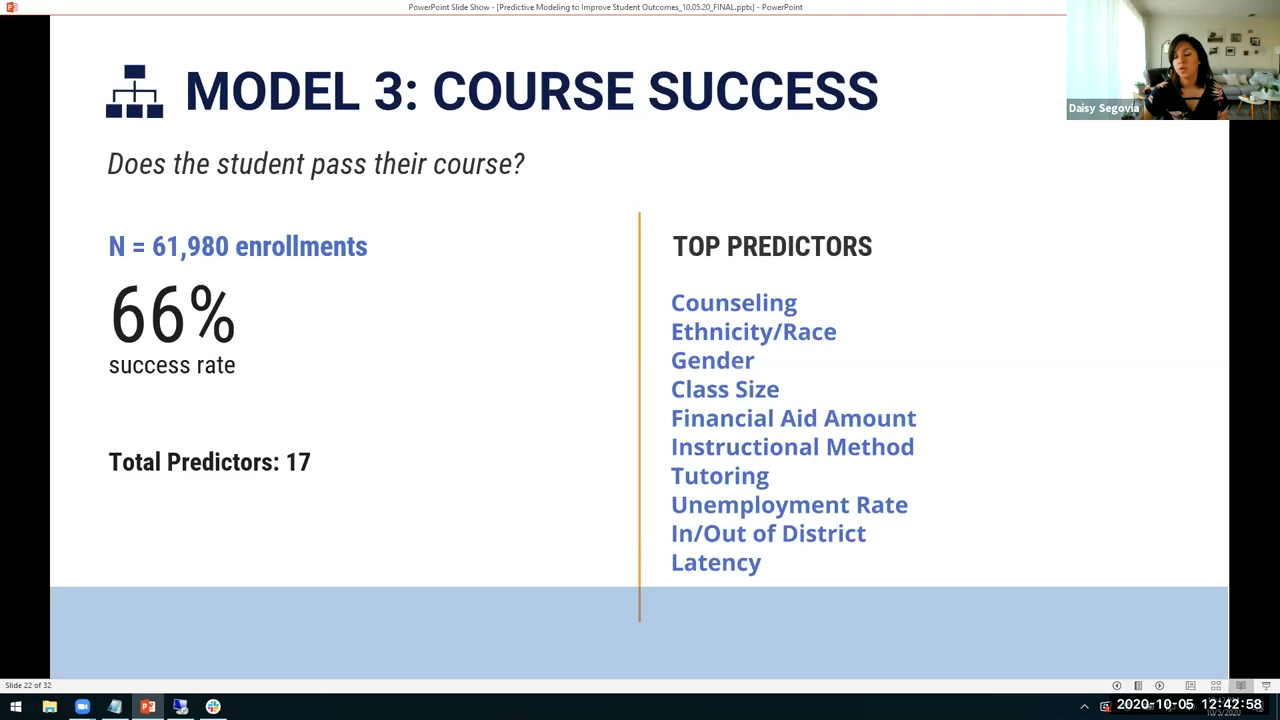 PowerPoint Slide Show - [Predictive Modeling to Improve Student Outcomes_10.05.20_FINAL.pptx] - PowerPoint
Daisy Segovia
MODEL 3: COURSE SUCCESS
Does the student pass their course?
N = 61,980 enrollments
66%
success rate
Total Predictors: 17
TOP PREDICTORS
Counseling
Ethnicity/Race
Gender
Class Size
Financial Aid Amount
Instructional Method
Tutoring
Unemployment Rate
In/Out of District
Latency
Slide 22 of 32
2020-10-05 12:42:58
10/5/2020